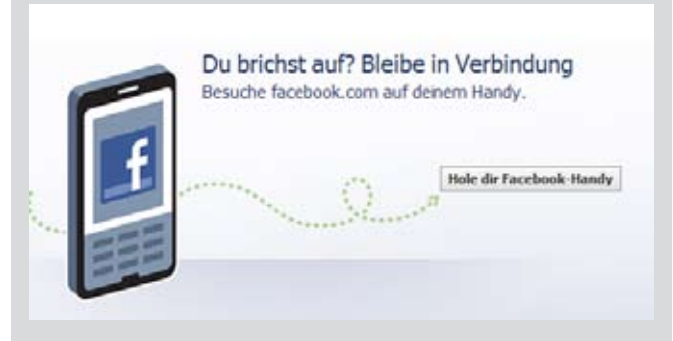 Du brichst auf? Bleibe in Verbindung
Besuche facebook.com auf deinem Handy.
f
Hole dir Facebook-Handy